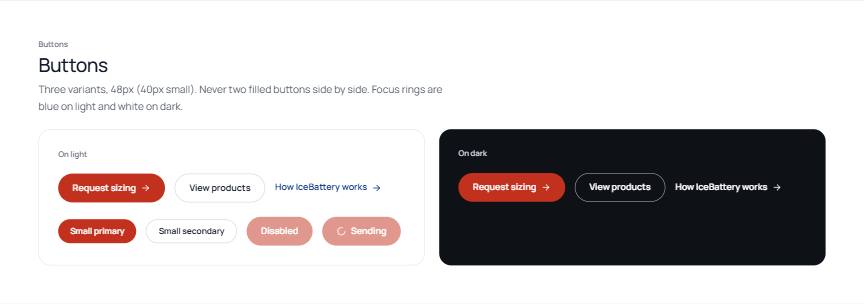 Buttons
Buttons
Three variants, 48px (40px small). Never two filled buttons side by side. Focus rings are
blue on light and white on dark.
On light
Request sizing →
View products
How IceBattery works →
Small primary
Small secondary
Disabled
Sending
On dark
Request sizing →
View products
How IceBattery works →